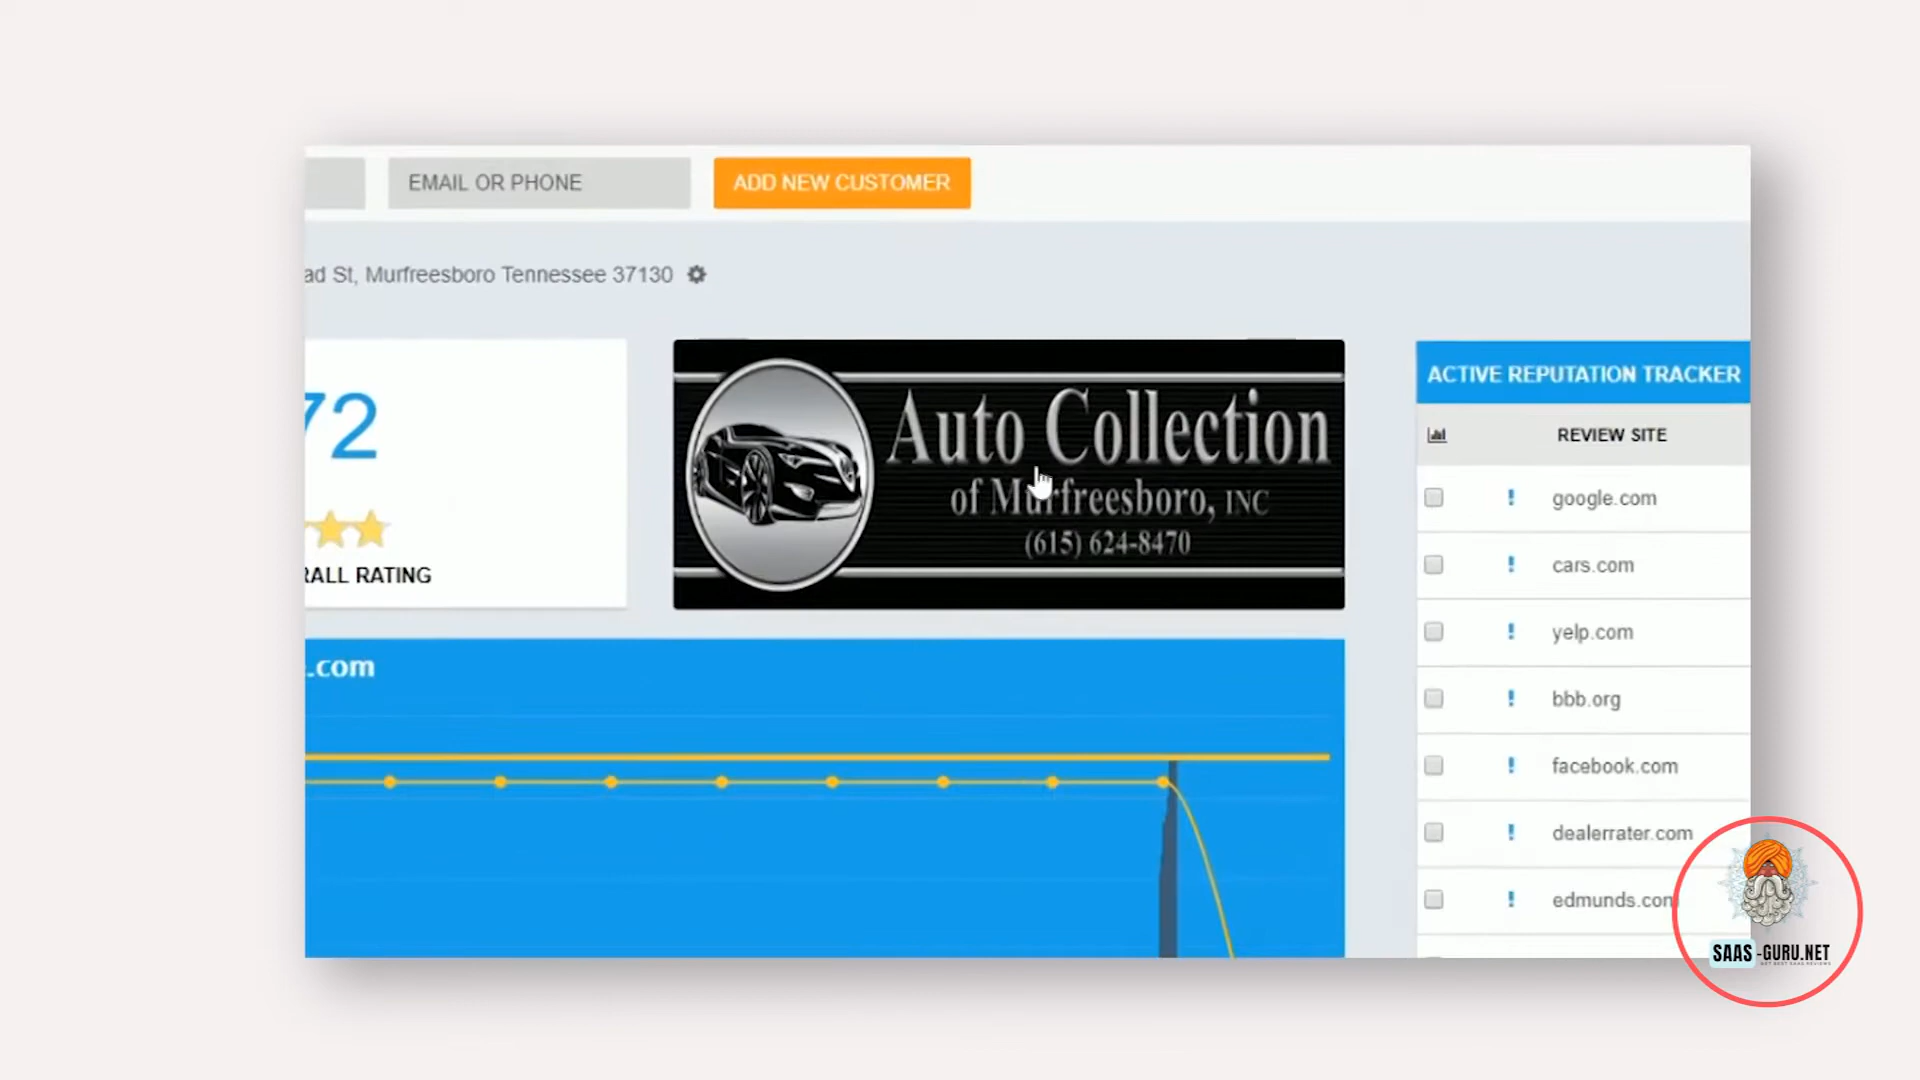 EMAIL OR PHONE
ADD NEW CUSTOMER
ad St, Murfreesboro Tennessee 37130
72
RALL RATING
Auto Collection
of Murfreesboro, INC
(615) 624-8470
.com
ACTIVE REPUTATION TRACKER
REVIEW SITE
! google.com
! cars.com
! yelp.com
! bbb.org
! facebook.com
! dealerrater.com
! edmunds.com
SAAS-GURU.NET